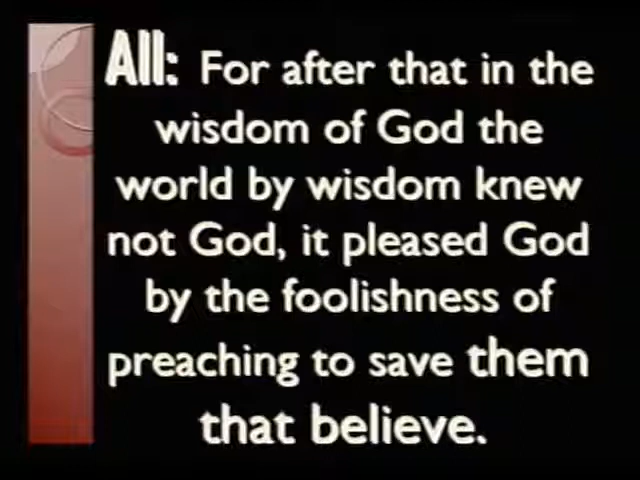 All: For after that in the
wisdom of God the
world by wisdom knew
not God, it pleased God
by the foolishness of
preaching to save them
that believe.